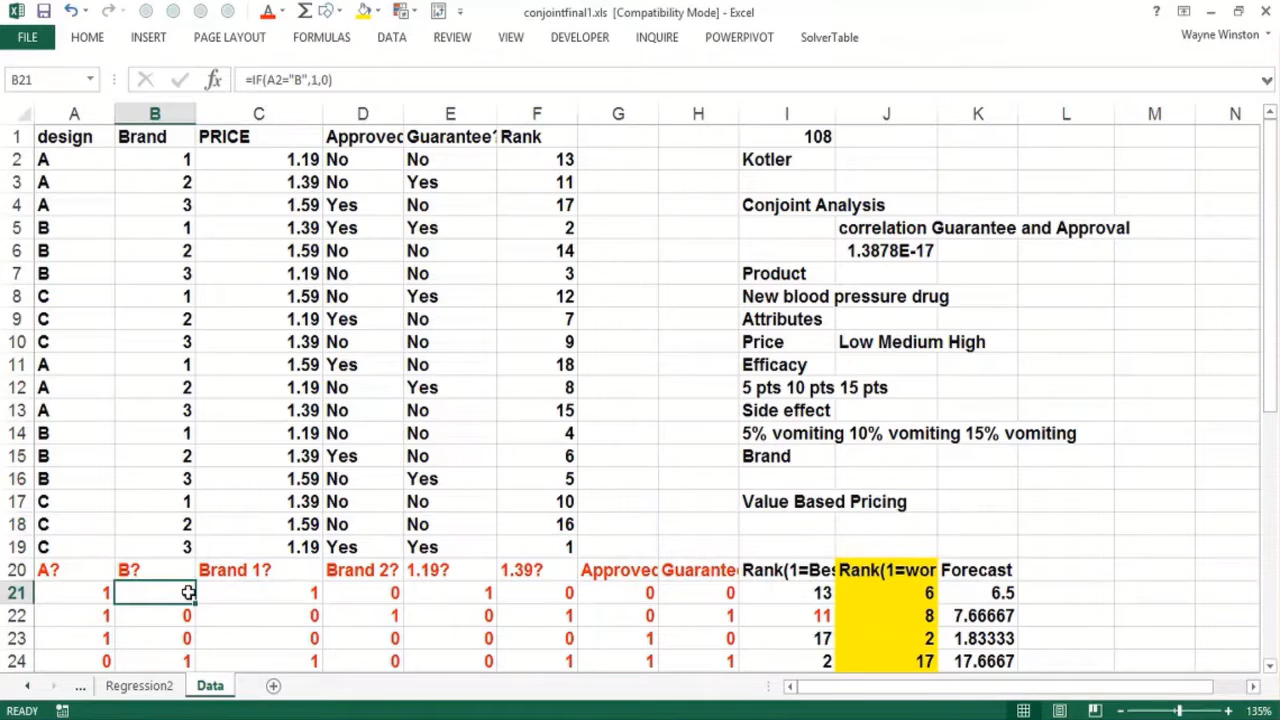 conjointfinal1.xls [Compatibility Mode] - Excel
FILE HOME INSERT PAGE LAYOUT FORMULAS DATA REVIEW VIEW DEVELOPER INQUIRE POWERPIVOT SolverTable Wayne Winston
B21 fx =IF(A2="B",1,0)
A B C D E F G H I J K L M N
1 design Brand PRICE Approved Guarantee? Rank 108
2 A 1 1.19 No No 13 Kotler
3 A 2 1.39 No Yes 11
4 A 3 1.59 Yes No 17 Conjoint Analysis
5 B 1 1.39 Yes Yes 2 correlation Guarantee and Approval
6 B 2 1.59 No No 14 1.3878E-17
7 B 3 1.19 No No 3 Product
8 C 1 1.59 No Yes 12 New blood pressure drug
9 C 2 1.19 Yes No 7 Attributes
10 C 3 1.39 No No 9 Price Low Medium High
11 A 1 1.59 Yes No 18 Efficacy
12 A 2 1.19 No Yes 8 5 pts 10 pts 15 pts
13 A 3 1.39 No No 15 Side effect
14 B 1 1.19 No No 4 5% vomiting 10% vomiting 15% vomiting
15 B 2 1.39 Yes No 6 Brand
16 B 3 1.59 No Yes 5
17 C 1 1.39 No No 10 Value Based Pricing
18 C 2 1.59 No No 16
19 C 3 1.19 Yes Yes 1
20 A? B? Brand 1? Brand 2? 1.19? 1.39? Approved Guarantee Rank(1=Bes Rank(1=wor Forecast
21 1 1 0 1 0 0 0 13 6 6.5
22 1 0 0 1 0 1 0 1 11 8 7.66667
23 1 0 0 0 0 0 1 0 17 2 1.83333
24 0 1 1 0 0 1 1 1 2 17 17.6667
... Regression2 Data
READY 135%